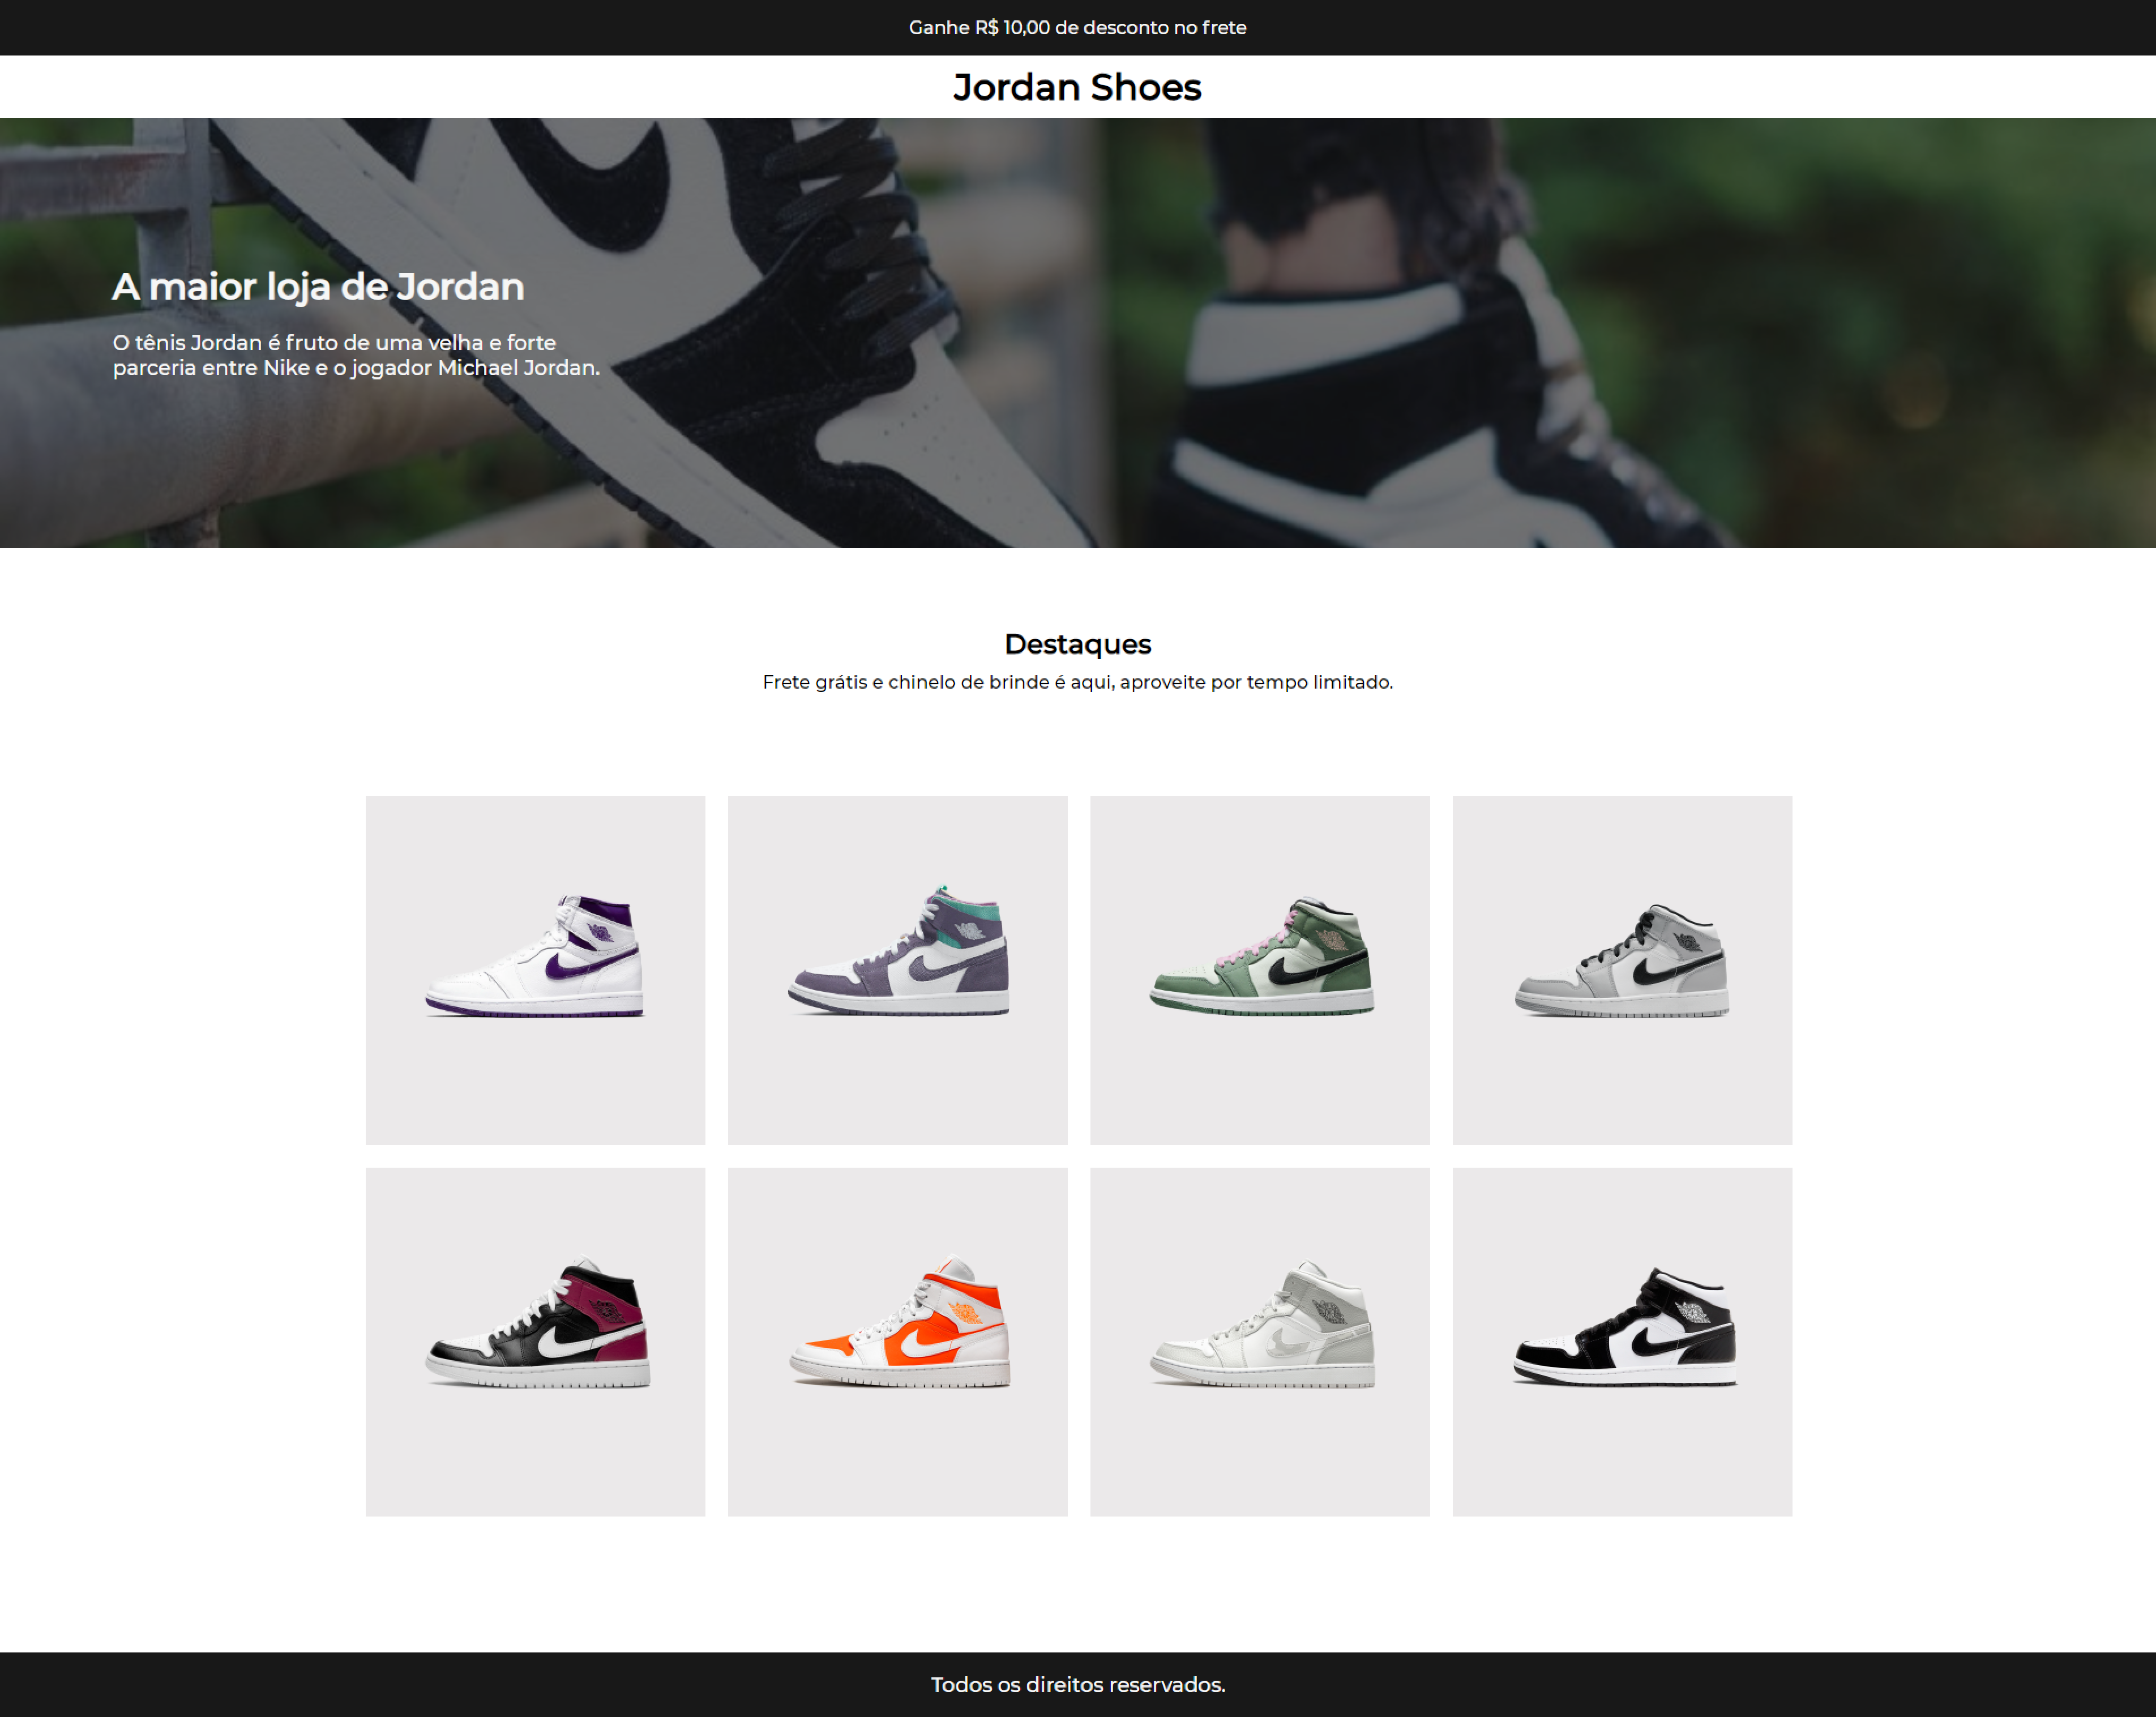 Ganhe R$ 10,00 de desconto no frete
Jordan Shoes
A maior loja de Jordan
O tênis Jordan é fruto de uma velha e forte
parceria entre Nike e o jogador Michael Jordan.
Destaques
Frete grátis e chinelo de brinde é aqui, aproveite por tempo limitado.
Todos os direitos reservados.